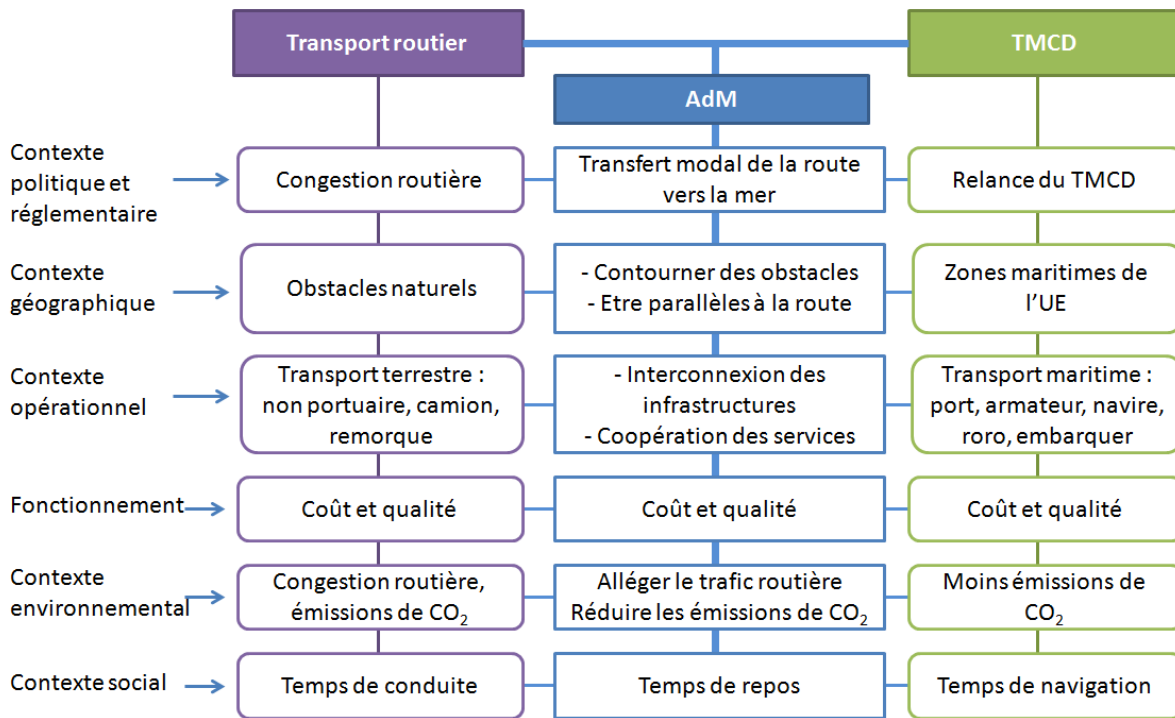 Transport routier
TMCD
AdM
Contexte
politique et
réglementaire
Congestion routière
Transfert modal de la route
vers la mer
Relance du TMCD
Contexte
géographique
Obstacles naturels
- Contourner des obstacles
- Etre parallèles à la route
Zones maritimes de
l’UE
Contexte
opérationnel
Transport terrestre :
non portuaire, camion,
remorque
- Interconnexion des
infrastructures
- Coopération des services
Transport maritime :
port, armateur, navire,
roro, embarquer
Fonctionnement
Coût et qualité
Coût et qualité
Coût et qualité
Contexte
environnemental
Congestion routière,
émissions de CO₂
Alléger le trafic routière
Réduire les émissions de CO₂
Moins émissions de
CO₂
Contexte social
Temps de conduite
Temps de repos
Temps de navigation